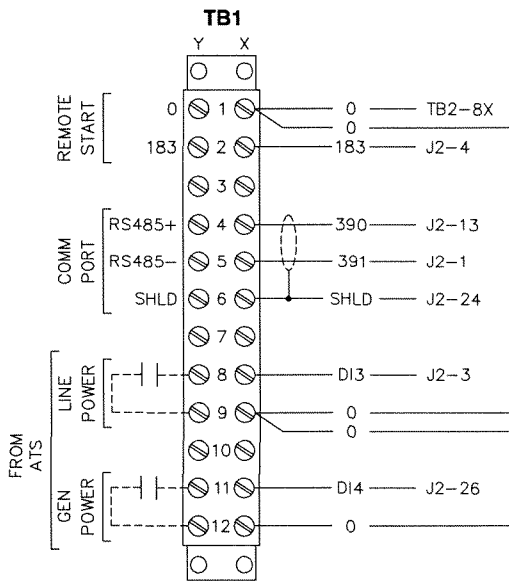 TB1
Y X
REMOTE START
0 1 0 TB2-8X
0
183 2 183 J2-4
3
COMM PORT
RS485+ 4 390 J2-13
RS485- 5 391 J2-1
SHLD 6 SHLD J2-24
7
FROM ATS
LINE POWER
8 DI3 J2-3
9 0
0
10
GEN POWER
11 DI4 J2-26
12 0